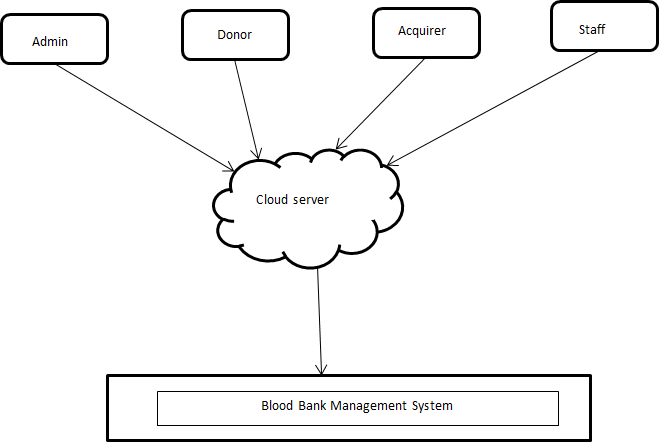 Admin
Donor
Acquirer
Staff
Cloud server
Blood Bank Management System